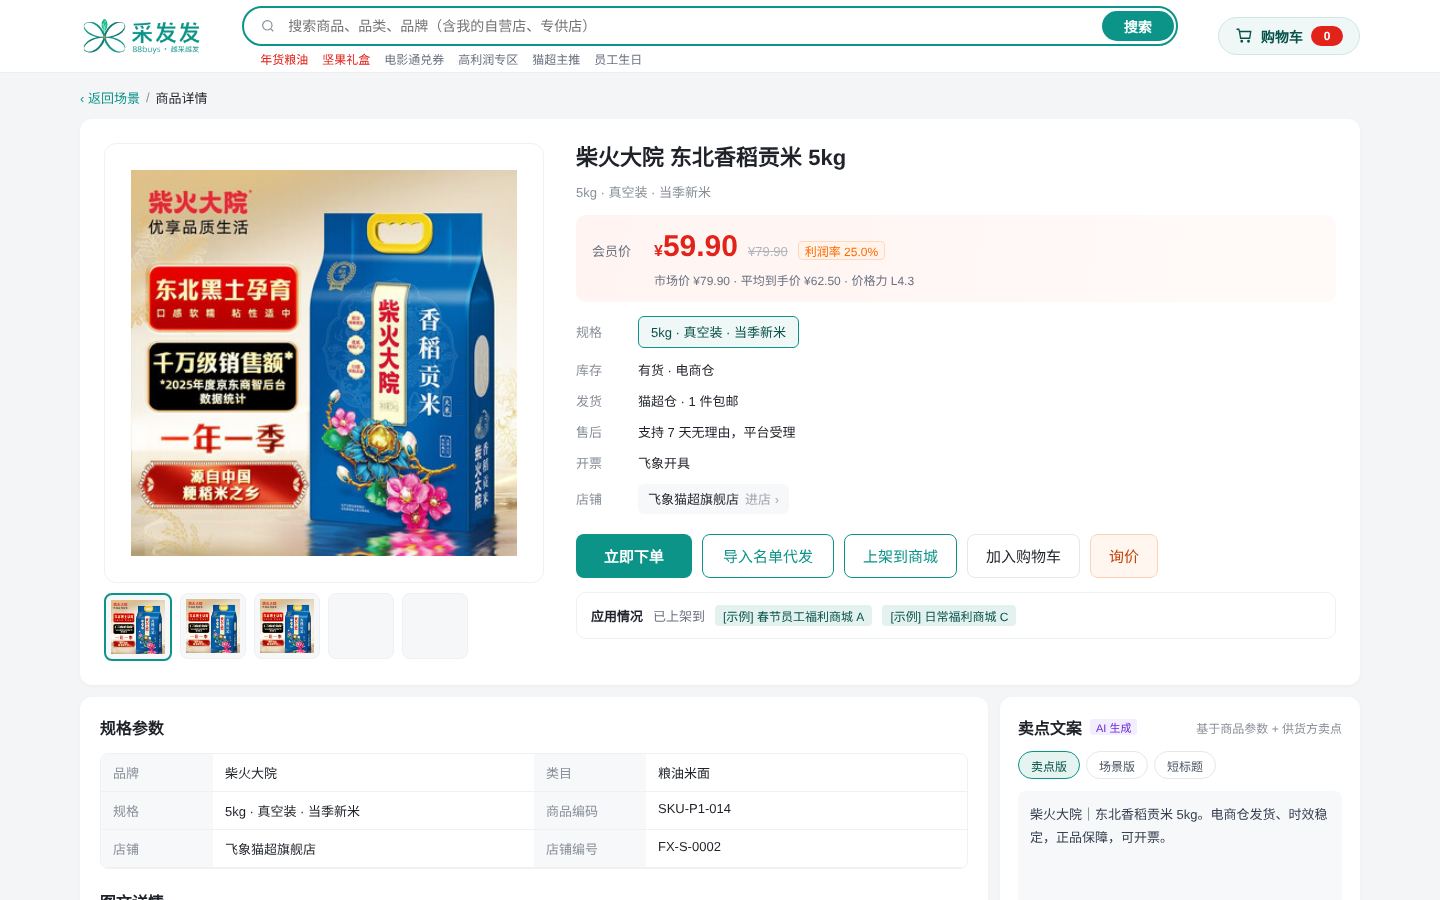 采发发
88buys · 越采越发
搜索商品、品类、品牌（含我的自营店、专供店）
搜索
购物车 0
年货粮油 坚果礼盒 电影通兑券 高利润专区 猫超主推 员工生日
‹ 返回场景 / 商品详情
柴火大院
优享品质生活
东北黑土孕育
口感软糯 粘性适中
千万级销售额*
*2025年度京东商智后台
数据统计
一年一季
源自中国
粳稻米之乡
柴火大院
香稻贡米
香稻贡米
柴火大院
柴火大院 东北香稻贡米 5kg
5kg · 真空装 · 当季新米
会员价 ¥59.90 ¥79.90 利润率 25.0%
市场价 ¥79.90 · 平均到手价 ¥62.50 · 价格力 L4.3
规格 5kg · 真空装 · 当季新米
库存 有货 · 电商仓
发货 猫超仓 · 1 件包邮
售后 支持 7 天无理由，平台受理
开票 飞象开具
店铺 飞象猫超旗舰店 进店 ›
立即下单 导入名单代发 上架到商城 加入购物车 询价
应用情况 已上架到 [示例] 春节员工福利商城 A [示例] 日常福利商城 C
规格参数
品牌 柴火大院 类目 粮油米面
规格 5kg · 真空装 · 当季新米 商品编码 SKU-P1-014
店铺 飞象猫超旗舰店 店铺编号 FX-S-0002
图文详情
卖点文案 AI 生成 基于商品参数 + 供货方卖点
卖点版 场景版 短标题
柴火大院｜东北香稻贡米 5kg。电商仓发货、时效稳
定，正品保障，可开票。